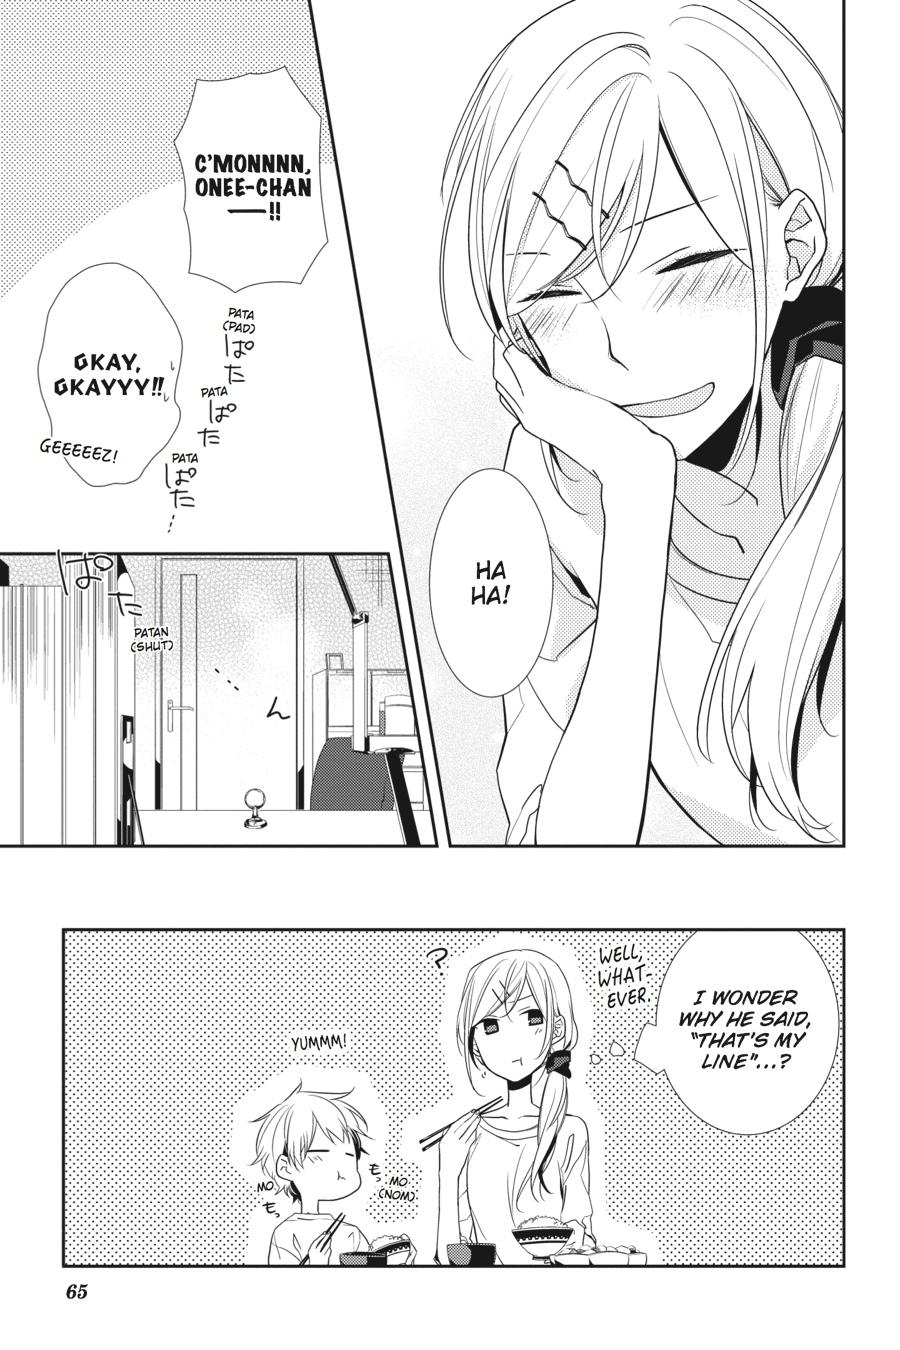 HA
HA!
C'MONNNN,
ONEE-CHAN
—!!
PATA
(PAD)
ぱた
PATA
ぱた
PATA
ぱた…
OKAY,
OKAYYY!!
GEEEEEZ!
ぱた
PATAN
(SHUT)
…ん
I WONDER
WHY HE SAID,
"THAT'S MY
LINE"...?
WELL,
WHAT-
EVER.
?
YUMMM!
もっ
MO
(NOM)
MO
もっ
65